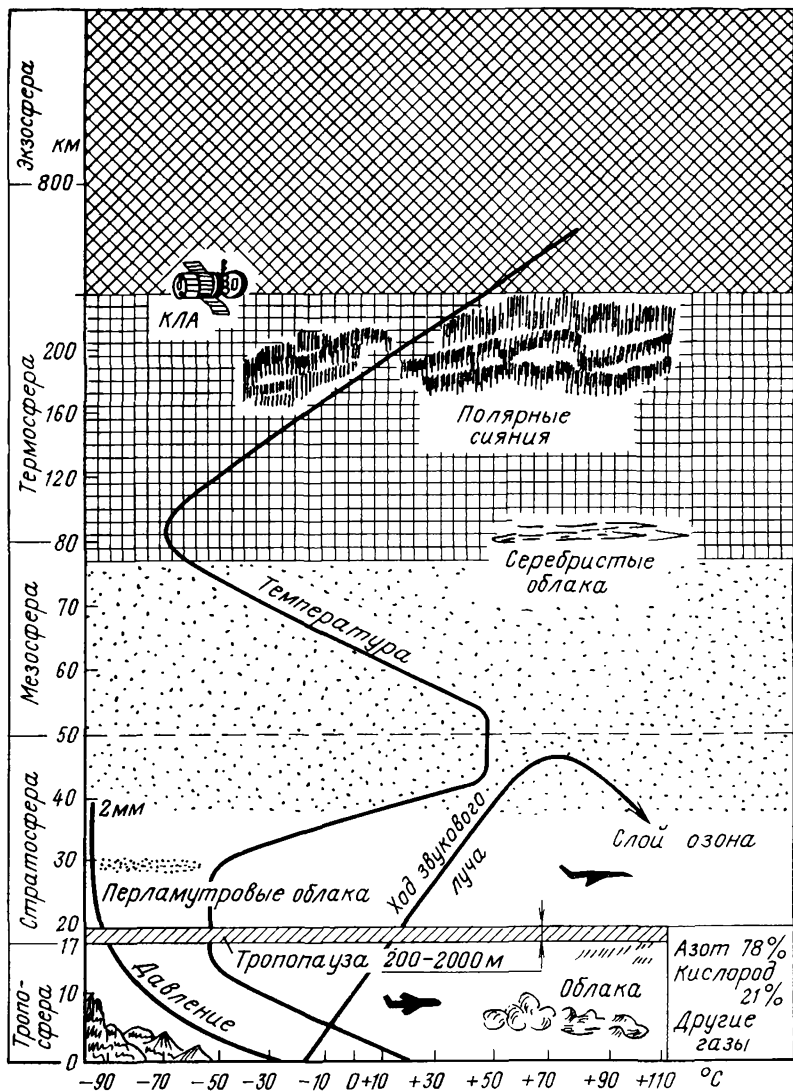 Экзосфера
км
800
КЛА
Термосфера
200
160
120
80
Полярные
сияния
Серебристые
облака
Мезосфера
70
60
50
Температура
Стратосфера
40
30
20
2мм
Перламутровые облака
Ход звукового
луча
Слой озона
Тропо-
сфера
17
10
0
Тропопауза 200-2000 м
Давление
Облака
Азот 78%
Кислород
21%
Другие
газы
-90 -70 -50 -30 -10 0 +10 +30 +50 +70 +90 +110 °С